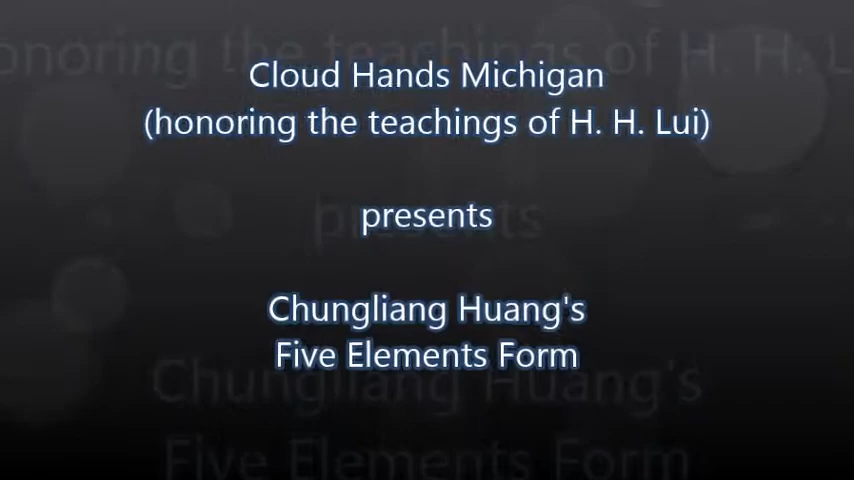 Cloud Hands Michigan
(honoring the teachings of H. H. Lui)
presents
Chungliang Huang's
Five Elements Form